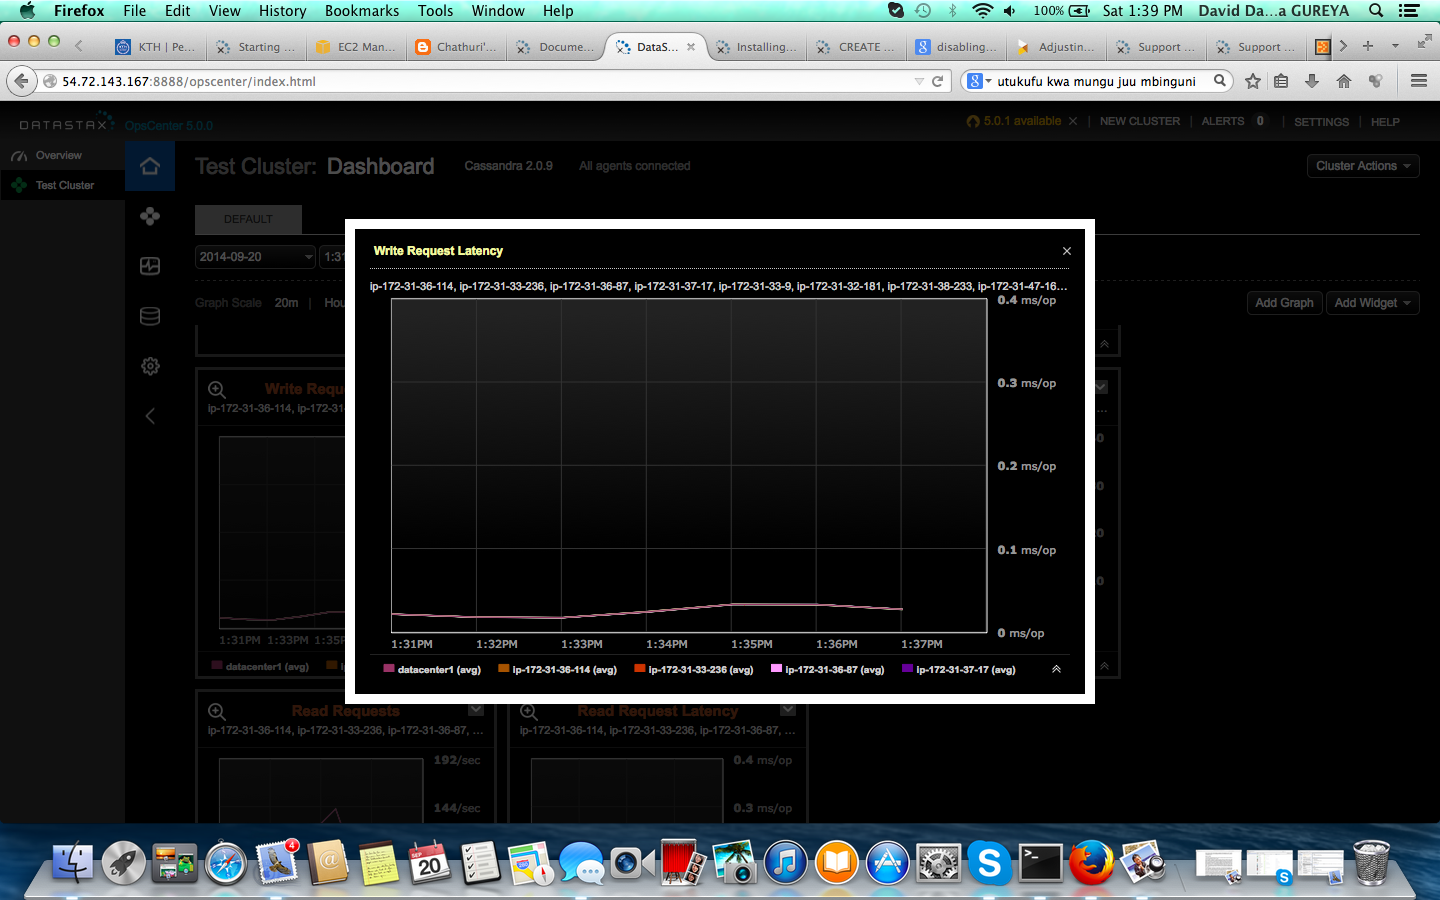 Firefox File Edit View History Bookmarks Tools Window Help 100% Sat 1:39 PM David Da...a GUREYA
KTH | Pe... Starting ... EC2 Man... Chathuri'... Docume... DataS... Installing... CREATE ... disabling... Adjustin... Support ... Support ...
54.72.143.167:8888/opscenter/index.html utukufu kwa mungu juu mbinguni
DATASTAX OpsCenter 5.0.0 5.0.1 available × | NEW CLUSTER | ALERTS 0 | SETTINGS | HELP
Overview
Test Cluster
Test Cluster: Dashboard Cassandra 2.0.9 All agents connected Cluster Actions
DEFAULT
2014-09-20 1:31
Graph Scale 20m | Hou
Add Graph Add Widget
Write Request Latency
ip-172-31-36-114, ip-172-31-33-236, ip-172-31-36-87, ip-172-31-37-17, ip-172-31-33-9, ip-172-31-32-181, ip-172-31-38-233, ip-172-31-47-16...
0.4 ms/op
0.3 ms/op
0.2 ms/op
0.1 ms/op
0 ms/op
1:31PM 1:32PM 1:33PM 1:34PM 1:35PM 1:36PM 1:37PM
datacenter1 (avg) ip-172-31-36-114 (avg) ip-172-31-33-236 (avg) ip-172-31-36-87 (avg) ip-172-31-37-17 (avg)
Write Requ
ip-172-31-36-114, ip-172-31
1:31PM 1:33PM 1:35P
datacenter1 (avg)
Read Requests
ip-172-31-36-114, ip-172-31-33-236, ip-172-31-36-87, ...
192/sec
144/sec
Read Request Latency
ip-172-31-36-114, ip-172-31-33-236, ip-172-31-36-87, ...
0.4 ms/op
0.3 ms/op
4
SEP
20